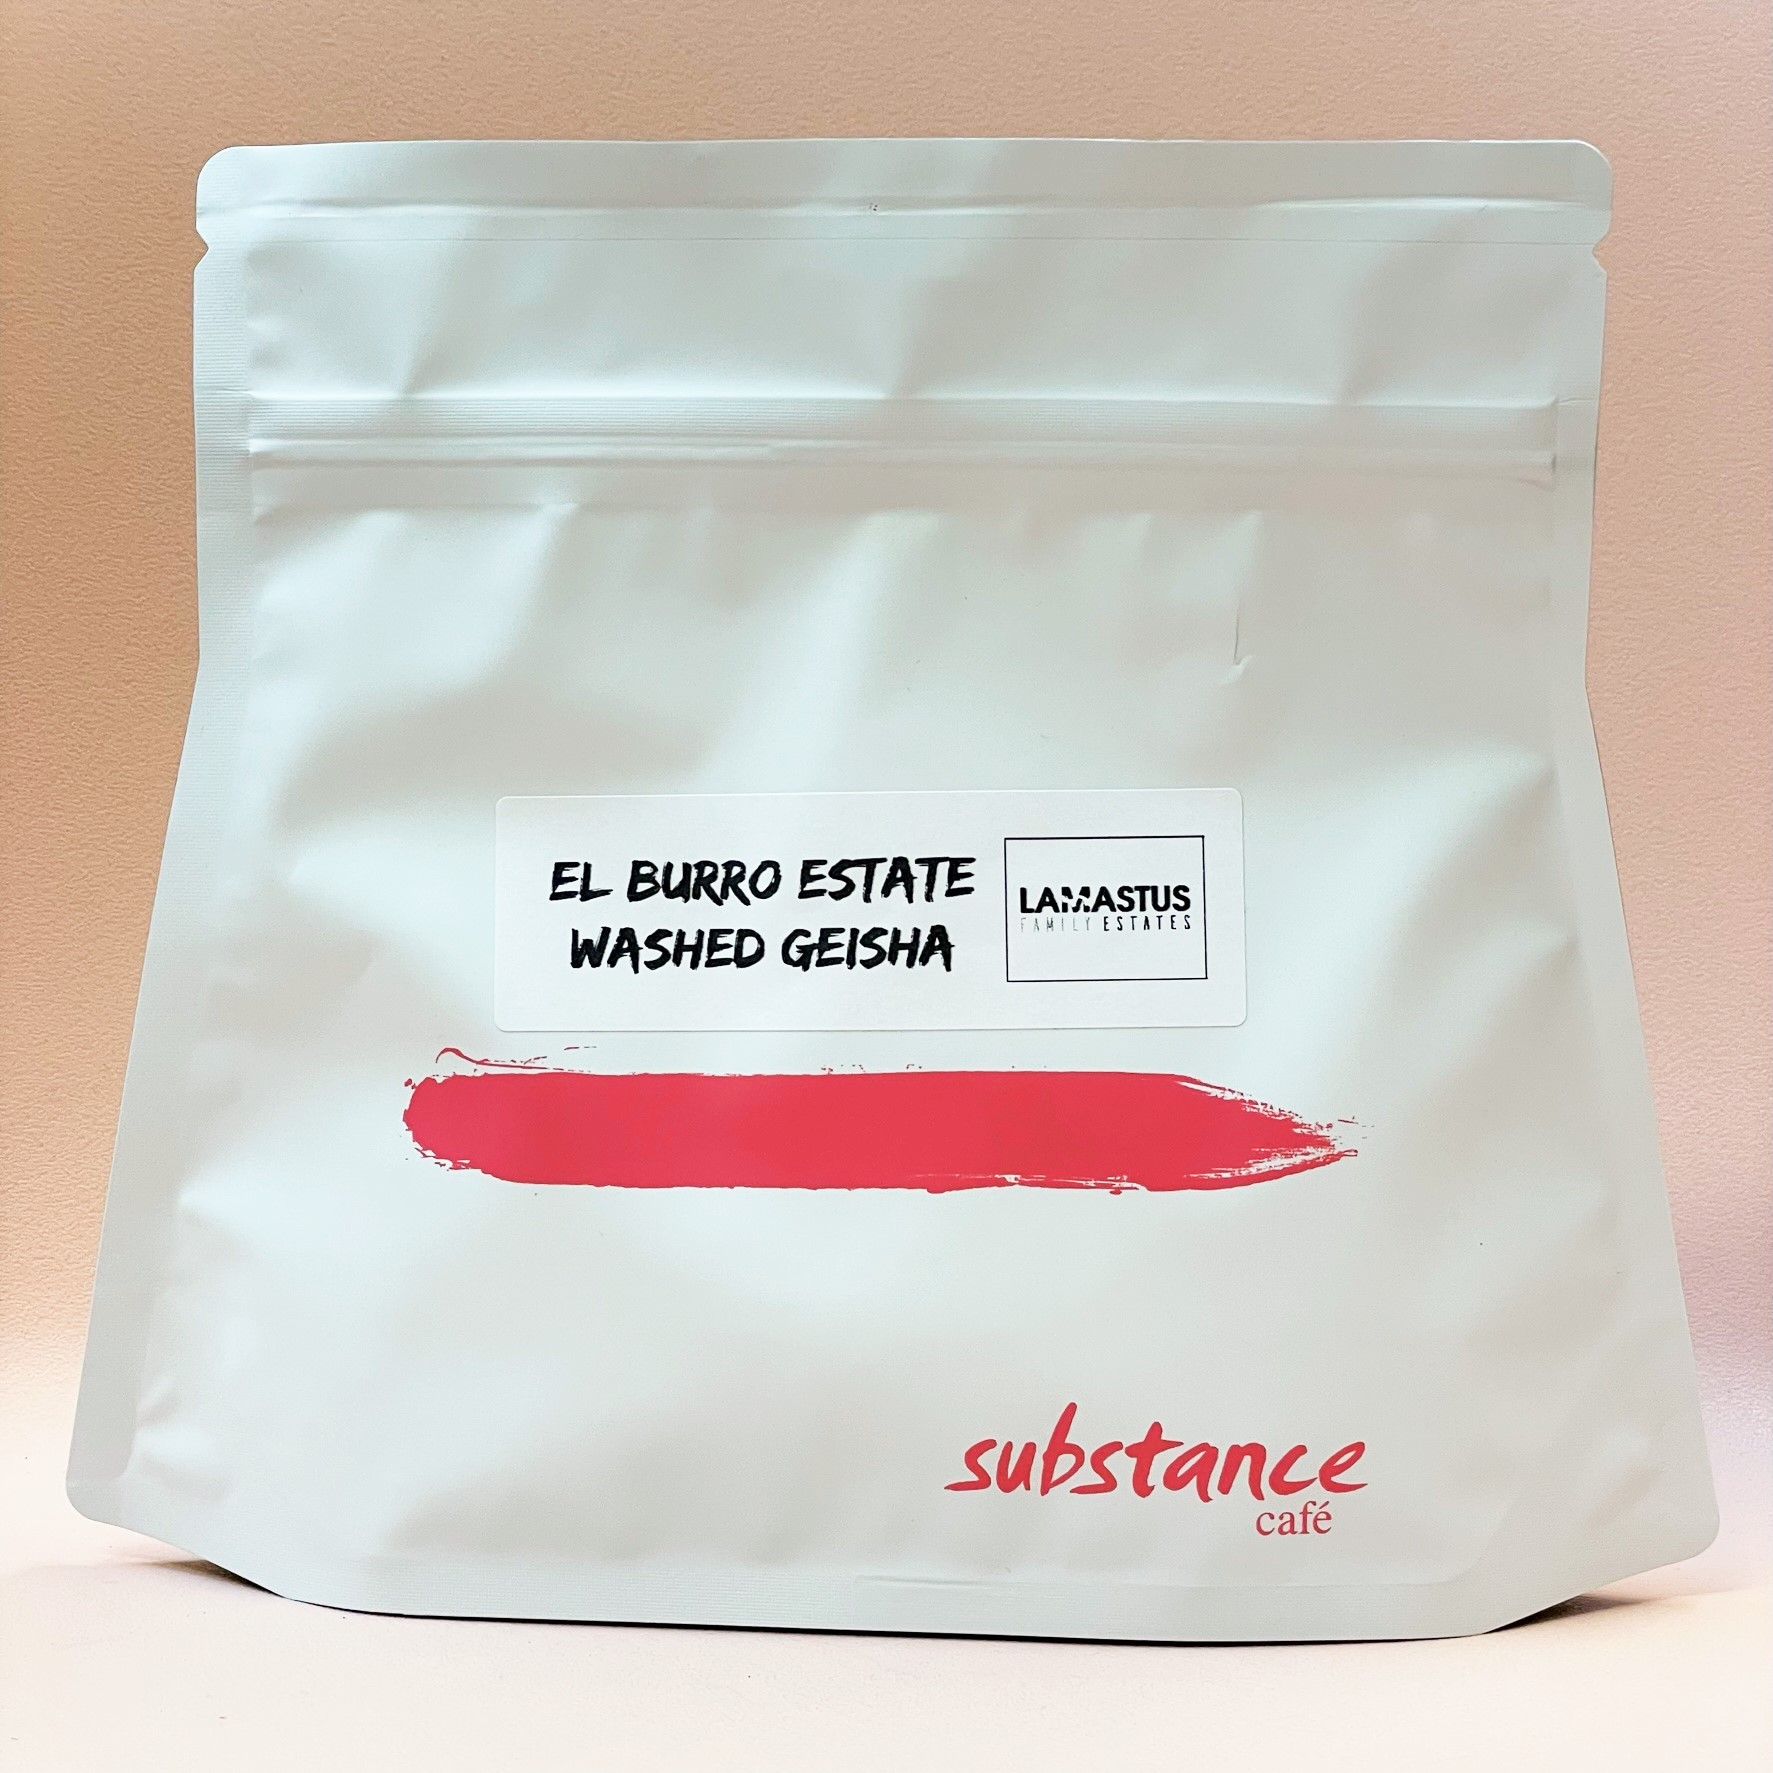 EL BURRO ESTATE
WASHED GEISHA
LAMASTUS
FAMILY ESTATES
substance
café